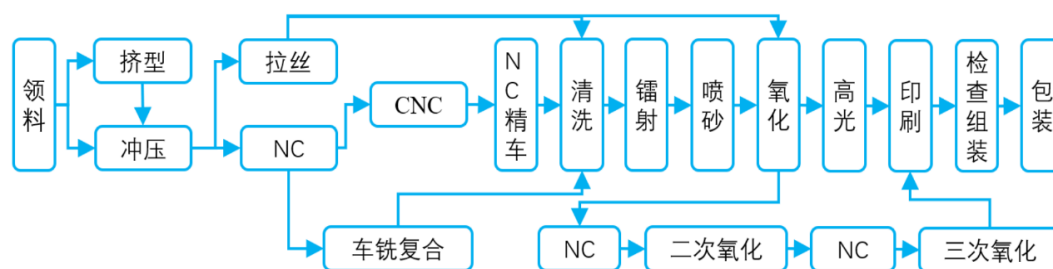 领料
挤型
冲压
拉丝
NC
CNC
NC精车
清洗
镭射
喷砂
氧化
高光
印刷
检查组装
包装
车铣复合
NC
二次氧化
NC
三次氧化